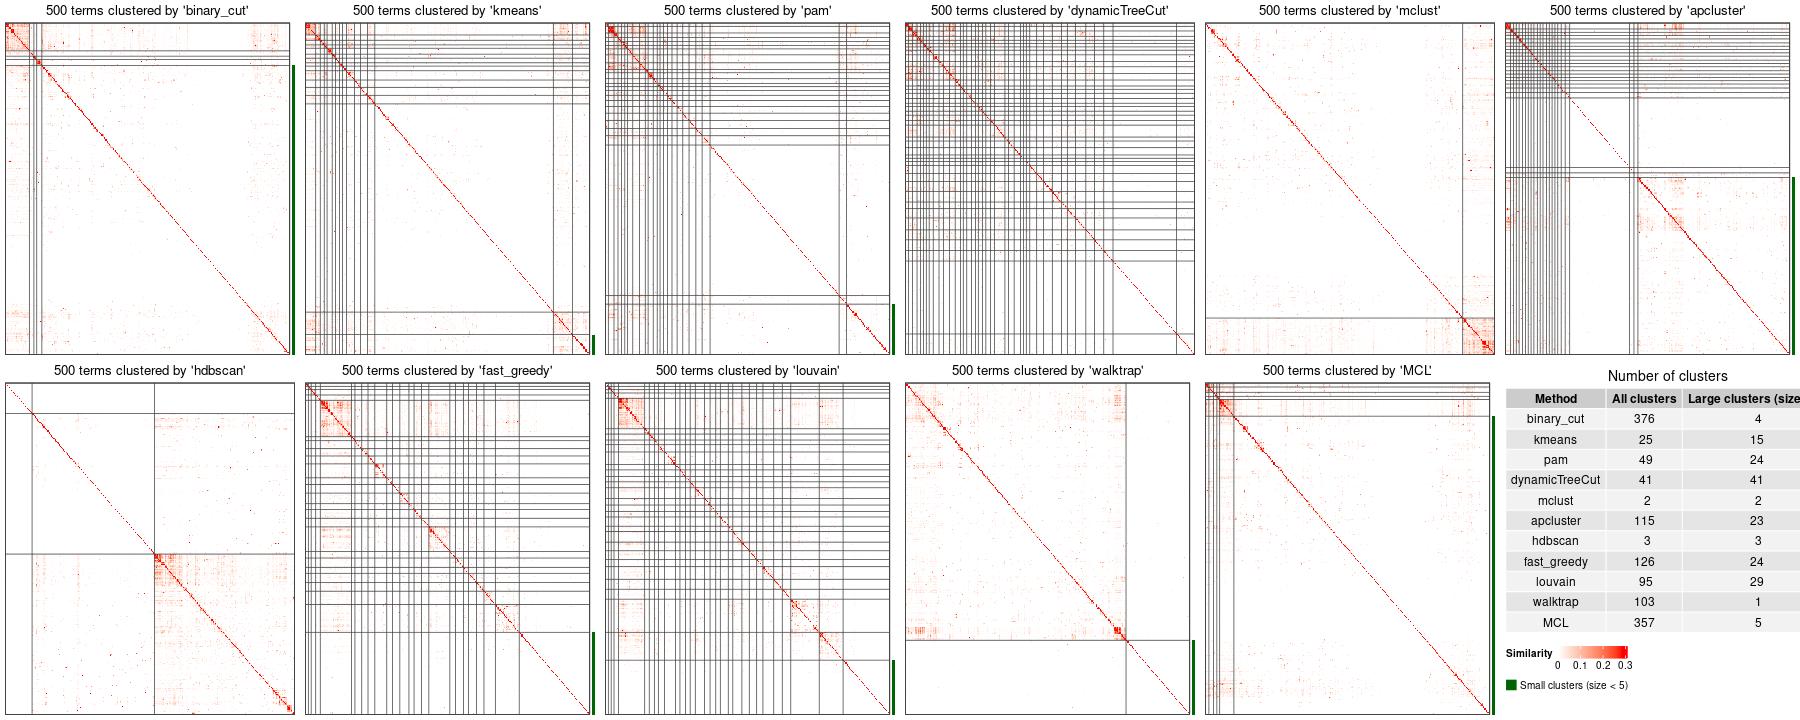 500 terms clustered by 'binary_cut'
500 terms clustered by 'kmeans'
500 terms clustered by 'pam'
500 terms clustered by 'dynamicTreeCut'
500 terms clustered by 'mclust'
500 terms clustered by 'apcluster'
500 terms clustered by 'hdbscan'
500 terms clustered by 'fast_greedy'
500 terms clustered by 'louvain'
500 terms clustered by 'walktrap'
500 terms clustered by 'MCL'
Number of clusters
Method All clusters Large clusters (size
binary_cut 376 4
kmeans 25 15
pam 49 24
dynamicTreeCut 41 41
mclust 2 2
apcluster 115 23
hdbscan 3 3
fast_greedy 126 24
louvain 95 29
walktrap 103 1
MCL 357 5
Similarity
0 0.1 0.2 0.3
Small clusters (size < 5)